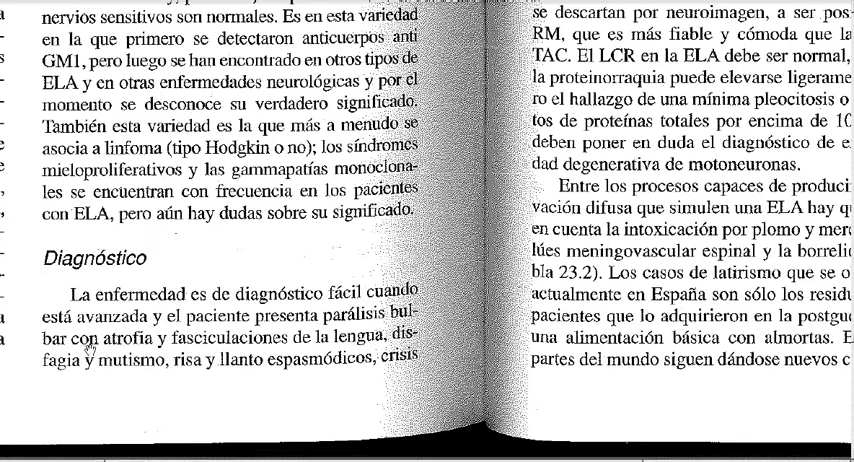 nervios sensitivos son normales. Es en esta variedad
en la que primero se detectaron anticuerpos anti
GM1, pero luego se han encontrado en otros tipos de
ELA y en otras enfermedades neurológicas y por el
momento se desconoce su verdadero significado.
También esta variedad es la que más a menudo se
asocia a linfoma (tipo Hodgkin o no); los síndromes
mieloproliferativos y las gammapatías monoclona-
les se encuentran con frecuencia en los pacientes
con ELA, pero aún hay dudas sobre su significado.
Diagnóstico
La enfermedad es de diagnóstico fácil cuando
está avanzada y el paciente presenta parálisis bul-
bar con atrofia y fasciculaciones de la lengua, dis-
fagia y mutismo, risa y llanto espasmódicos, crisis
se descartan por neuroimagen, a ser pos
RM, que es más fiable y cómoda que la
TAC. El LCR en la ELA debe ser normal,
la proteinorraquia puede elevarse ligerame
ro el hallazgo de una mínima pleocitosis o
tos de proteínas totales por encima de 10
deben poner en duda el diagnóstico de e
dad degenerativa de motoneuronas.
Entre los procesos capaces de produci
vación difusa que simulen una ELA hay q
en cuenta la intoxicación por plomo y mer
lúes meningovascular espinal y la borreli
bla 23.2). Los casos de latirismo que se o
actualmente en España son sólo los resid
pacientes que lo adquirieron en la postgu
una alimentación básica con almortas. E
partes del mundo siguen dándose nuevos c